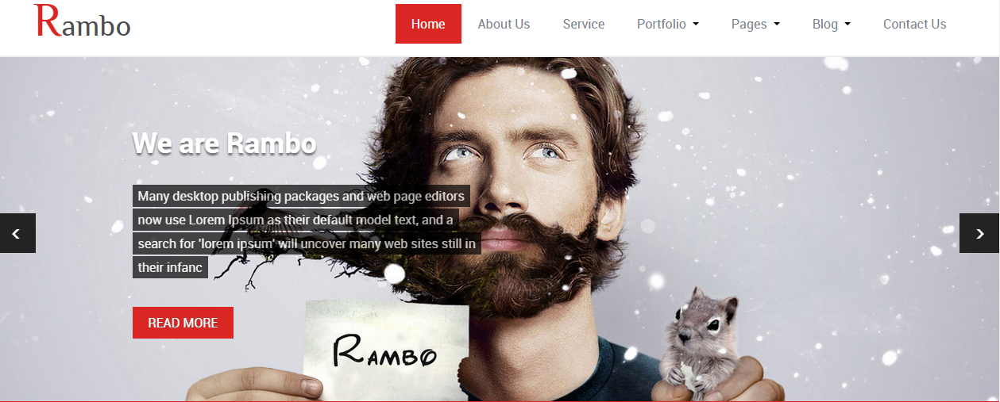 Rambo
Home About Us Service Portfolio Pages Blog Contact Us
We are Rambo
Many desktop publishing packages and web page editors
now use Lorem Ipsum as their default model text, and a
search for 'lorem ipsum' will uncover many web sites still in
their infanc
READ MORE
RAMBO